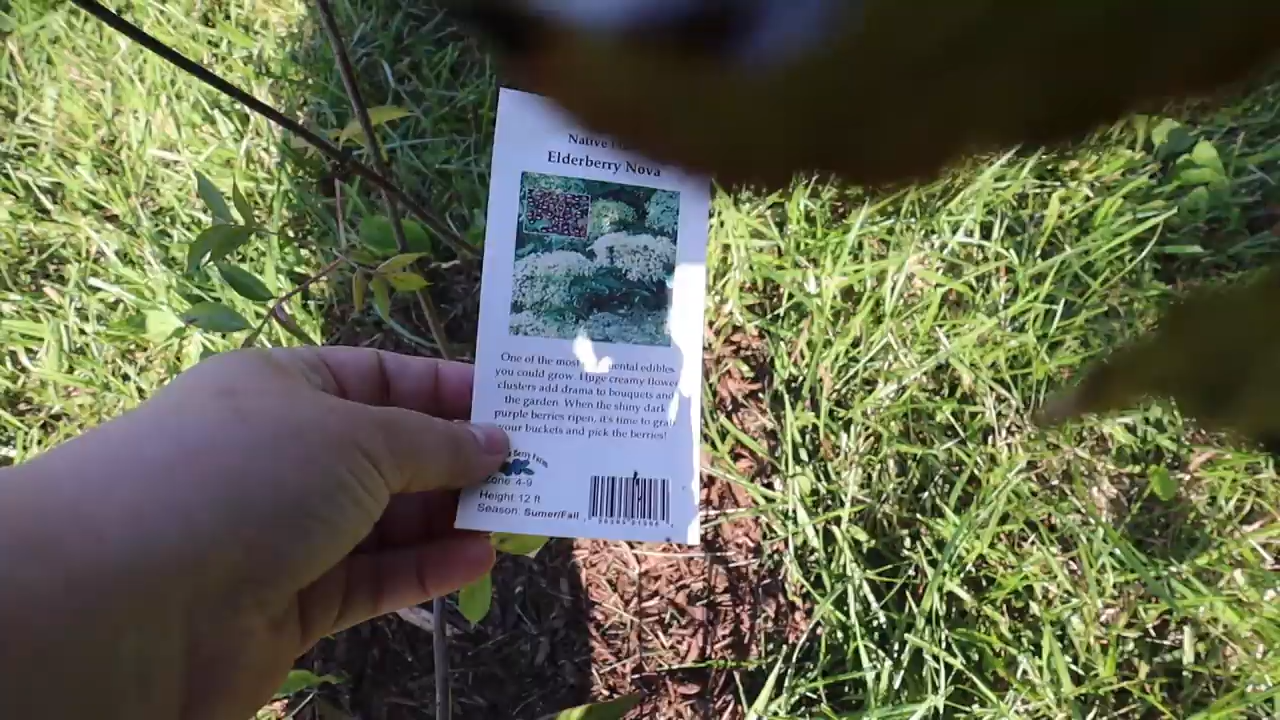 Native
Elderberry Nova
One of the most edibles
you could grow. Huge creamy flower
clusters add drama to bouquets and
the garden. When the shiny dark
purple berries ripen, it's time to grab
your buckets and pick the berries!
Berry Farm
Zone: 4-9
Height: 12 ft
Season: Sumer/Fall